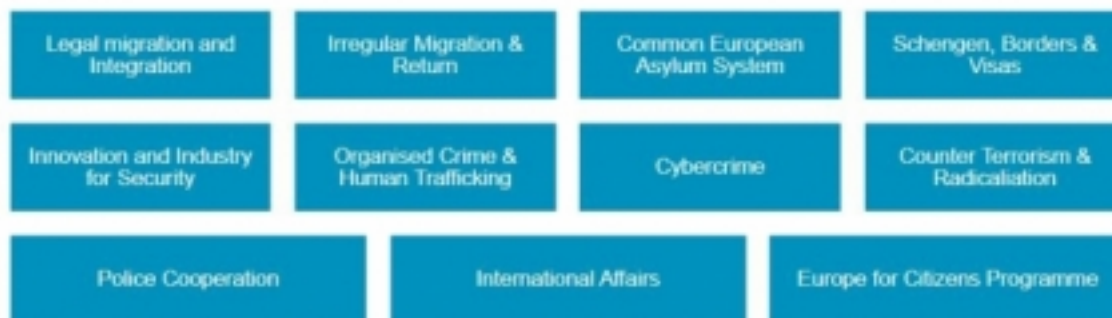 Legal migration and
Integration
Irregular Migration &
Return
Common European
Asylum System
Schengen, Borders &
Visas
Innovation and Industry
for Security
Organised Crime &
Human Trafficking
Cybercrime
Counter Terrorism &
Radicaliation
Police Cooperation
International Affairs
Europe for Citizens Programme